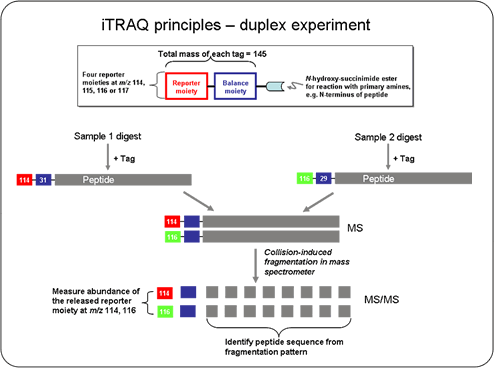 iTRAQ principles – duplex experiment
Total mass of each tag = 145
Four reporter
moieties at m/z 114,
115, 116 or 117
Reporter
moiety
Balance
moiety
N-hydroxy-succinimide ester
for reaction with primary amines,
e.g. N-terminus of peptide
Sample 1 digest
+ Tag
114
31
Peptide
Sample 2 digest
+ Tag
116
29
Peptide
114
116
MS
Collision-induced
fragmentation in mass
spectrometer
Measure abundance
of the released reporter
moiety at m/z 114, 116
114
116
MS/MS
Identify peptide sequence from
fragmentation pattern